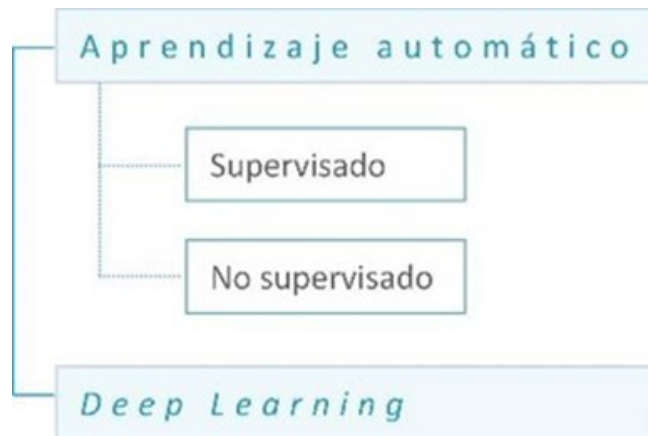 Aprendizaje automático
Supervisado
No supervisado
Deep Learning